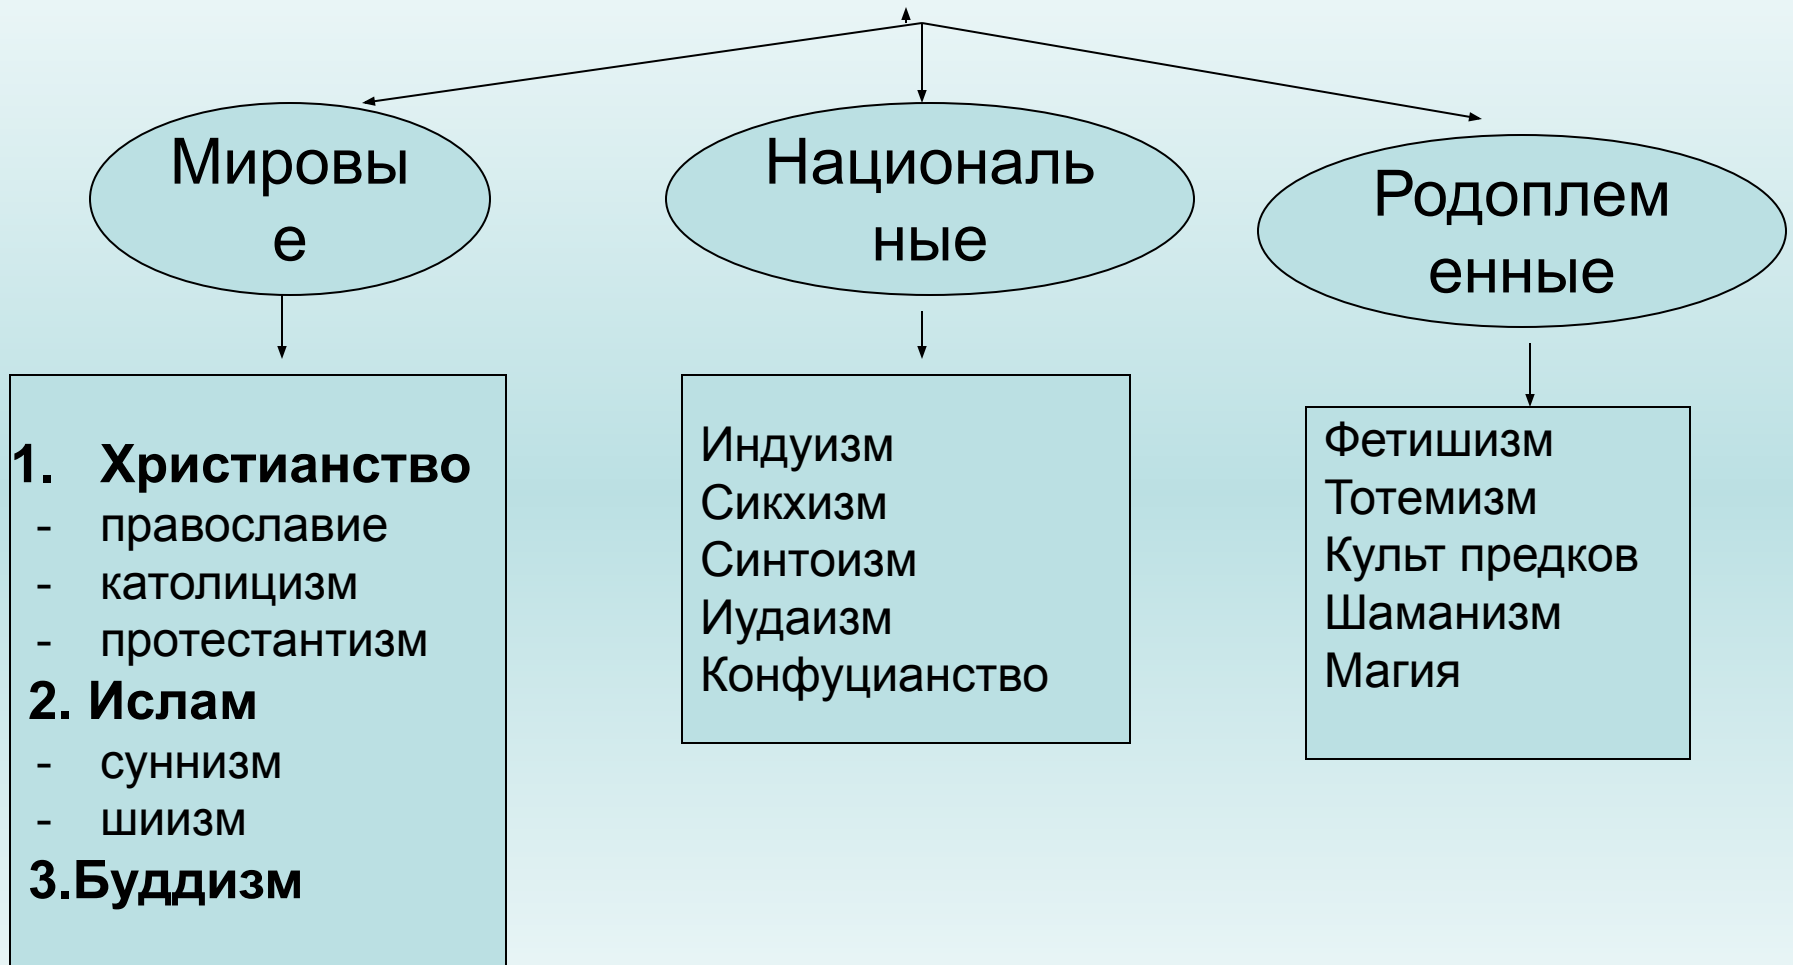 Мировы
е
Националь
ные
Родоплем
енные
1. Христианство
- православие
- католицизм
- протестантизм
2. Ислам
- суннизм
- шиизм
3.Буддизм
Индуизм
Сикхизм
Синтоизм
Иудаизм
Конфуцианство
Фетишизм
Тотемизм
Культ предков
Шаманизм
Магия